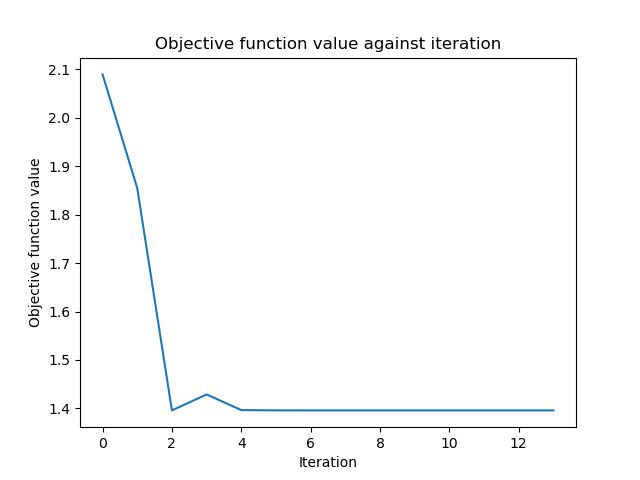 Objective function value against iteration
2.1
2.0
1.9
1.8
1.7
1.6
1.5
1.4
Objective function value
0 2 4 6 8 10 12
Iteration